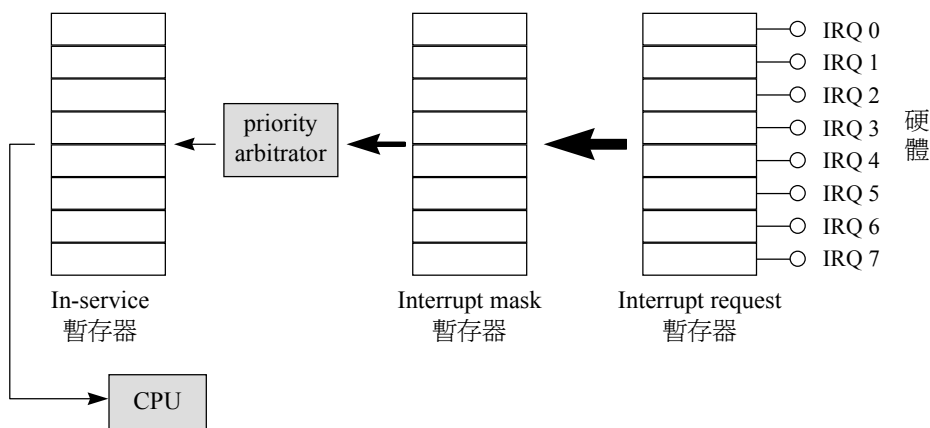 IRQ 0
IRQ 1
IRQ 2
IRQ 3
IRQ 4
IRQ 5
IRQ 6
IRQ 7
硬體
priority
arbitrator
In-service
暫存器
Interrupt mask
暫存器
Interrupt request
暫存器
CPU